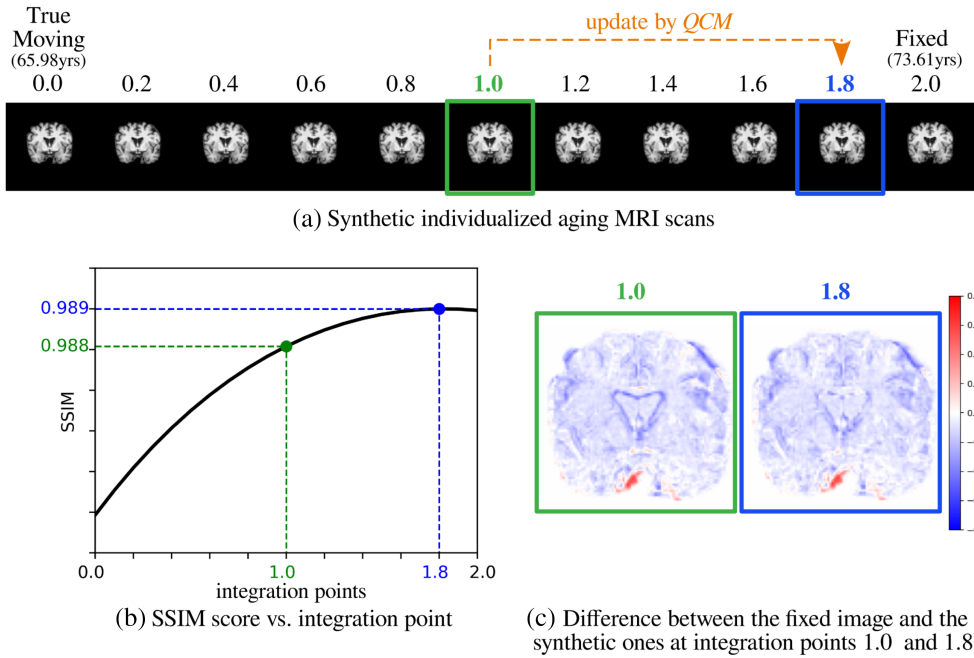 True
Moving
(65.98yrs)
update by QCM
Fixed
(73.61yrs)
0.0 0.2 0.4 0.6 0.8 1.0 1.2 1.4 1.6 1.8 2.0
(a) Synthetic individualized aging MRI scans
0.989
0.988
SSIM
0.0 1.0 1.8 2.0
integration points
(b) SSIM score vs. integration point
1.0 1.8
(c) Difference between the fixed image and the
synthetic ones at integration points 1.0 and 1.8